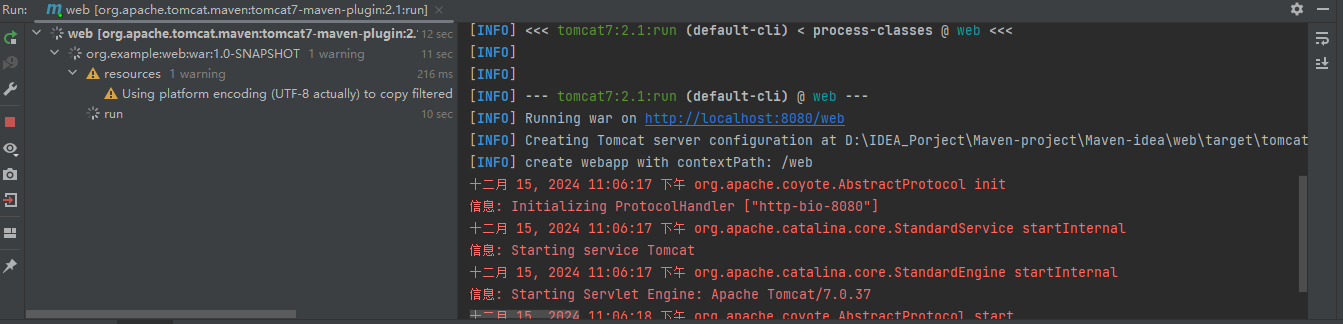 Run: web [org.apache.tomcat.maven:tomcat7-maven-plugin:2.1:run]
web [org.apache.tomcat.maven:tomcat7-maven-plugin:2. 12 sec
org.example:web:war:1.0-SNAPSHOT 1 warning 11 sec
resources 1 warning 216 ms
Using platform encoding (UTF-8 actually) to copy filtered
run 10 sec
[INFO] <<< tomcat7:2.1:run (default-cli) < process-classes @ web <<<
[INFO]
[INFO]
[INFO] --- tomcat7:2.1:run (default-cli) @ web ---
[INFO] Running war on http://localhost:8080/web
[INFO] Creating Tomcat server configuration at D:\IDEA_Porject\Maven-project\Maven-idea\web\target\tomcat
[INFO] create webapp with contextPath: /web
十二月 15, 2024 11:06:17 下午 org.apache.coyote.AbstractProtocol init
信息: Initializing ProtocolHandler ["http-bio-8080"]
十二月 15, 2024 11:06:17 下午 org.apache.catalina.core.StandardService startInternal
信息: Starting service Tomcat
十二月 15, 2024 11:06:17 下午 org.apache.catalina.core.StandardEngine startInternal
信息: Starting Servlet Engine: Apache Tomcat/7.0.37
十二月 15, 2024 11:06:18 下午 org.apache.coyote.AbstractProtocol start